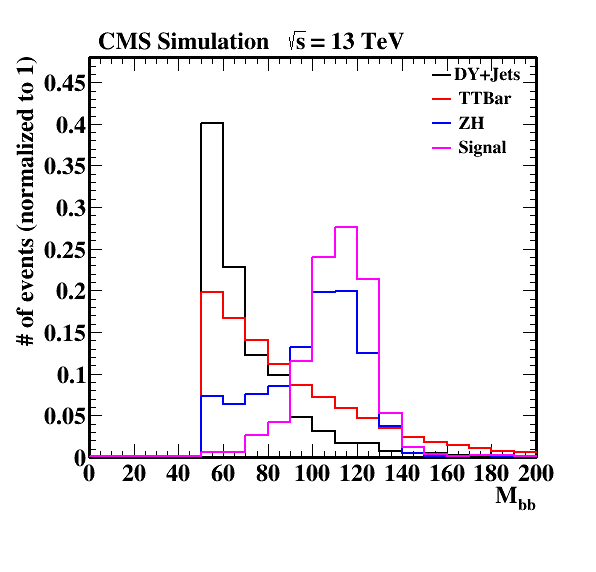 CMS Simulation √s = 13 TeV
# of events (normalized to 1)
0.45
0.4
0.35
0.3
0.25
0.2
0.15
0.1
0.05
0
DY+Jets
TTBar
ZH
Signal
0 20 40 60 80 100 120 140 160 180 200
M_bb